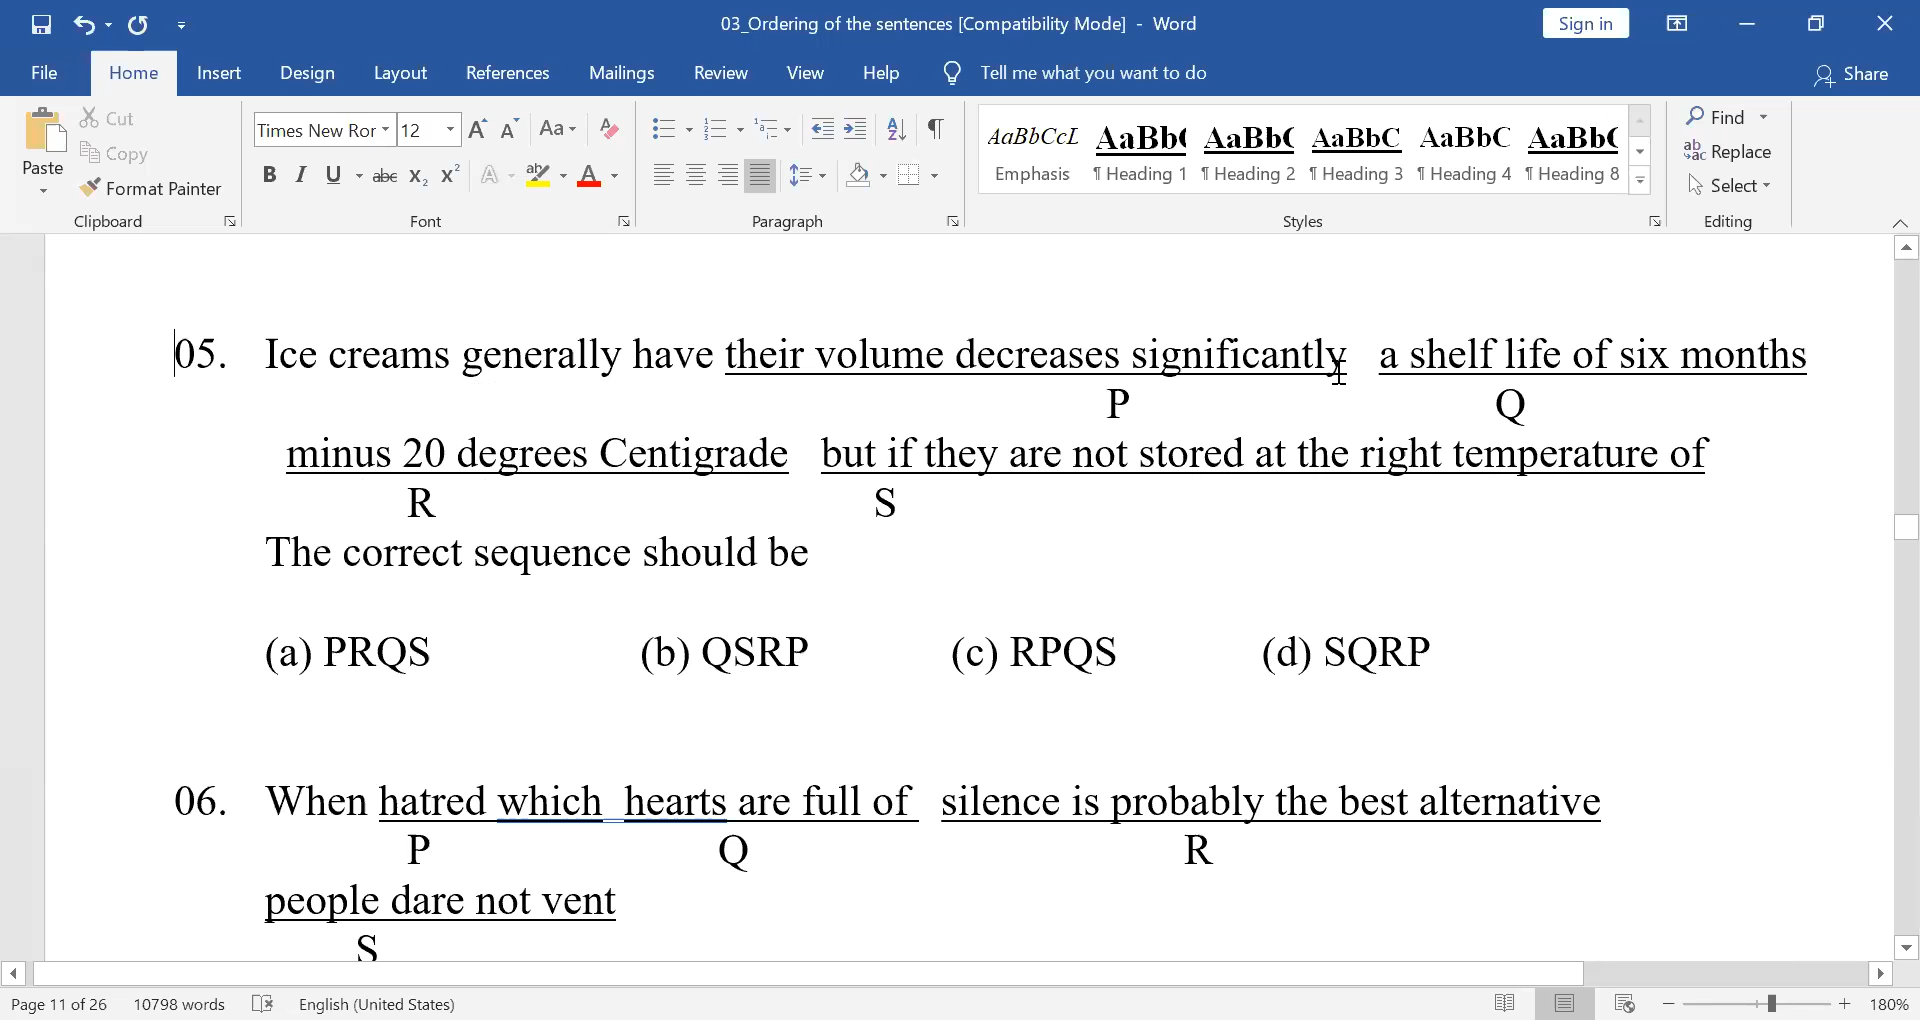 03_Ordering of the sentences [Compatibility Mode] - Word
Sign in
File Home Insert Design Layout References Mailings Review View Help Tell me what you want to do Share
Paste Cut Copy Format Painter
Clipboard
Times New Ror 12
Font
Paragraph
AaBbCcL AaBb( AaBbC AaBbC AaBbC AaBbC
Emphasis ¶ Heading 1 ¶ Heading 2 ¶ Heading 3 ¶ Heading 4 ¶ Heading 8
Styles
Find
Replace
Select
Editing
05. Ice creams generally have their volume decreases significantly a shelf life of six months
P Q
minus 20 degrees Centigrade but if they are not stored at the right temperature of
R S
The correct sequence should be
(a) PRQS (b) QSRP (c) RPQS (d) SQRP
06. When hatred which hearts are full of silence is probably the best alternative
P Q R
people dare not vent
S
Page 11 of 26 10798 words English (United States) 180%